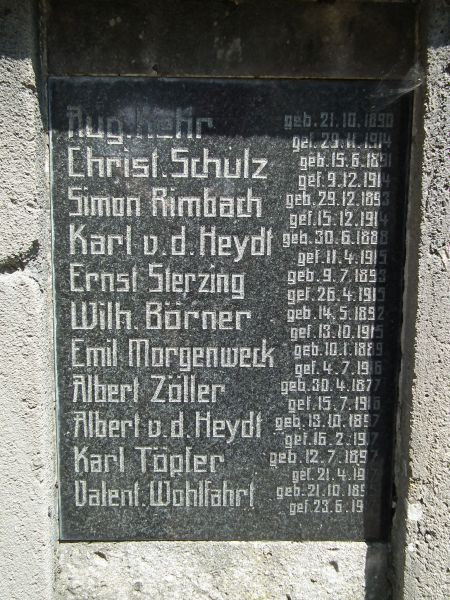 Aug. geb. 21.10.1890
gef. 29.11.1914
Christ. Schulz geb. 15.6.1891
gef. 9.12.1914
Simon Rimbach geb. 29.12.1893
gef. 15.12.1914
Karl v.d. Heydt geb. 30.6.1888
gef. 11.4.1915
Ernst Sterzing geb. 9.7.1893
gef. 26.4.1915
Wilh. Börner geb. 14.5.1892
gef. 13.10.1915
Emil Morgenweck geb. 10.1.1889
gef. 4.7.1916
Albert Zöller geb. 30.4.1877
gef. 15.7.1916
Albert v.d. Heydt geb. 13.10.1897
gef. 16.2.1917
Karl Töpfer geb. 12.7.1897
gef. 21.4.
Valent. Wohlfahrt geb. 21.10.
gef. 23.6.